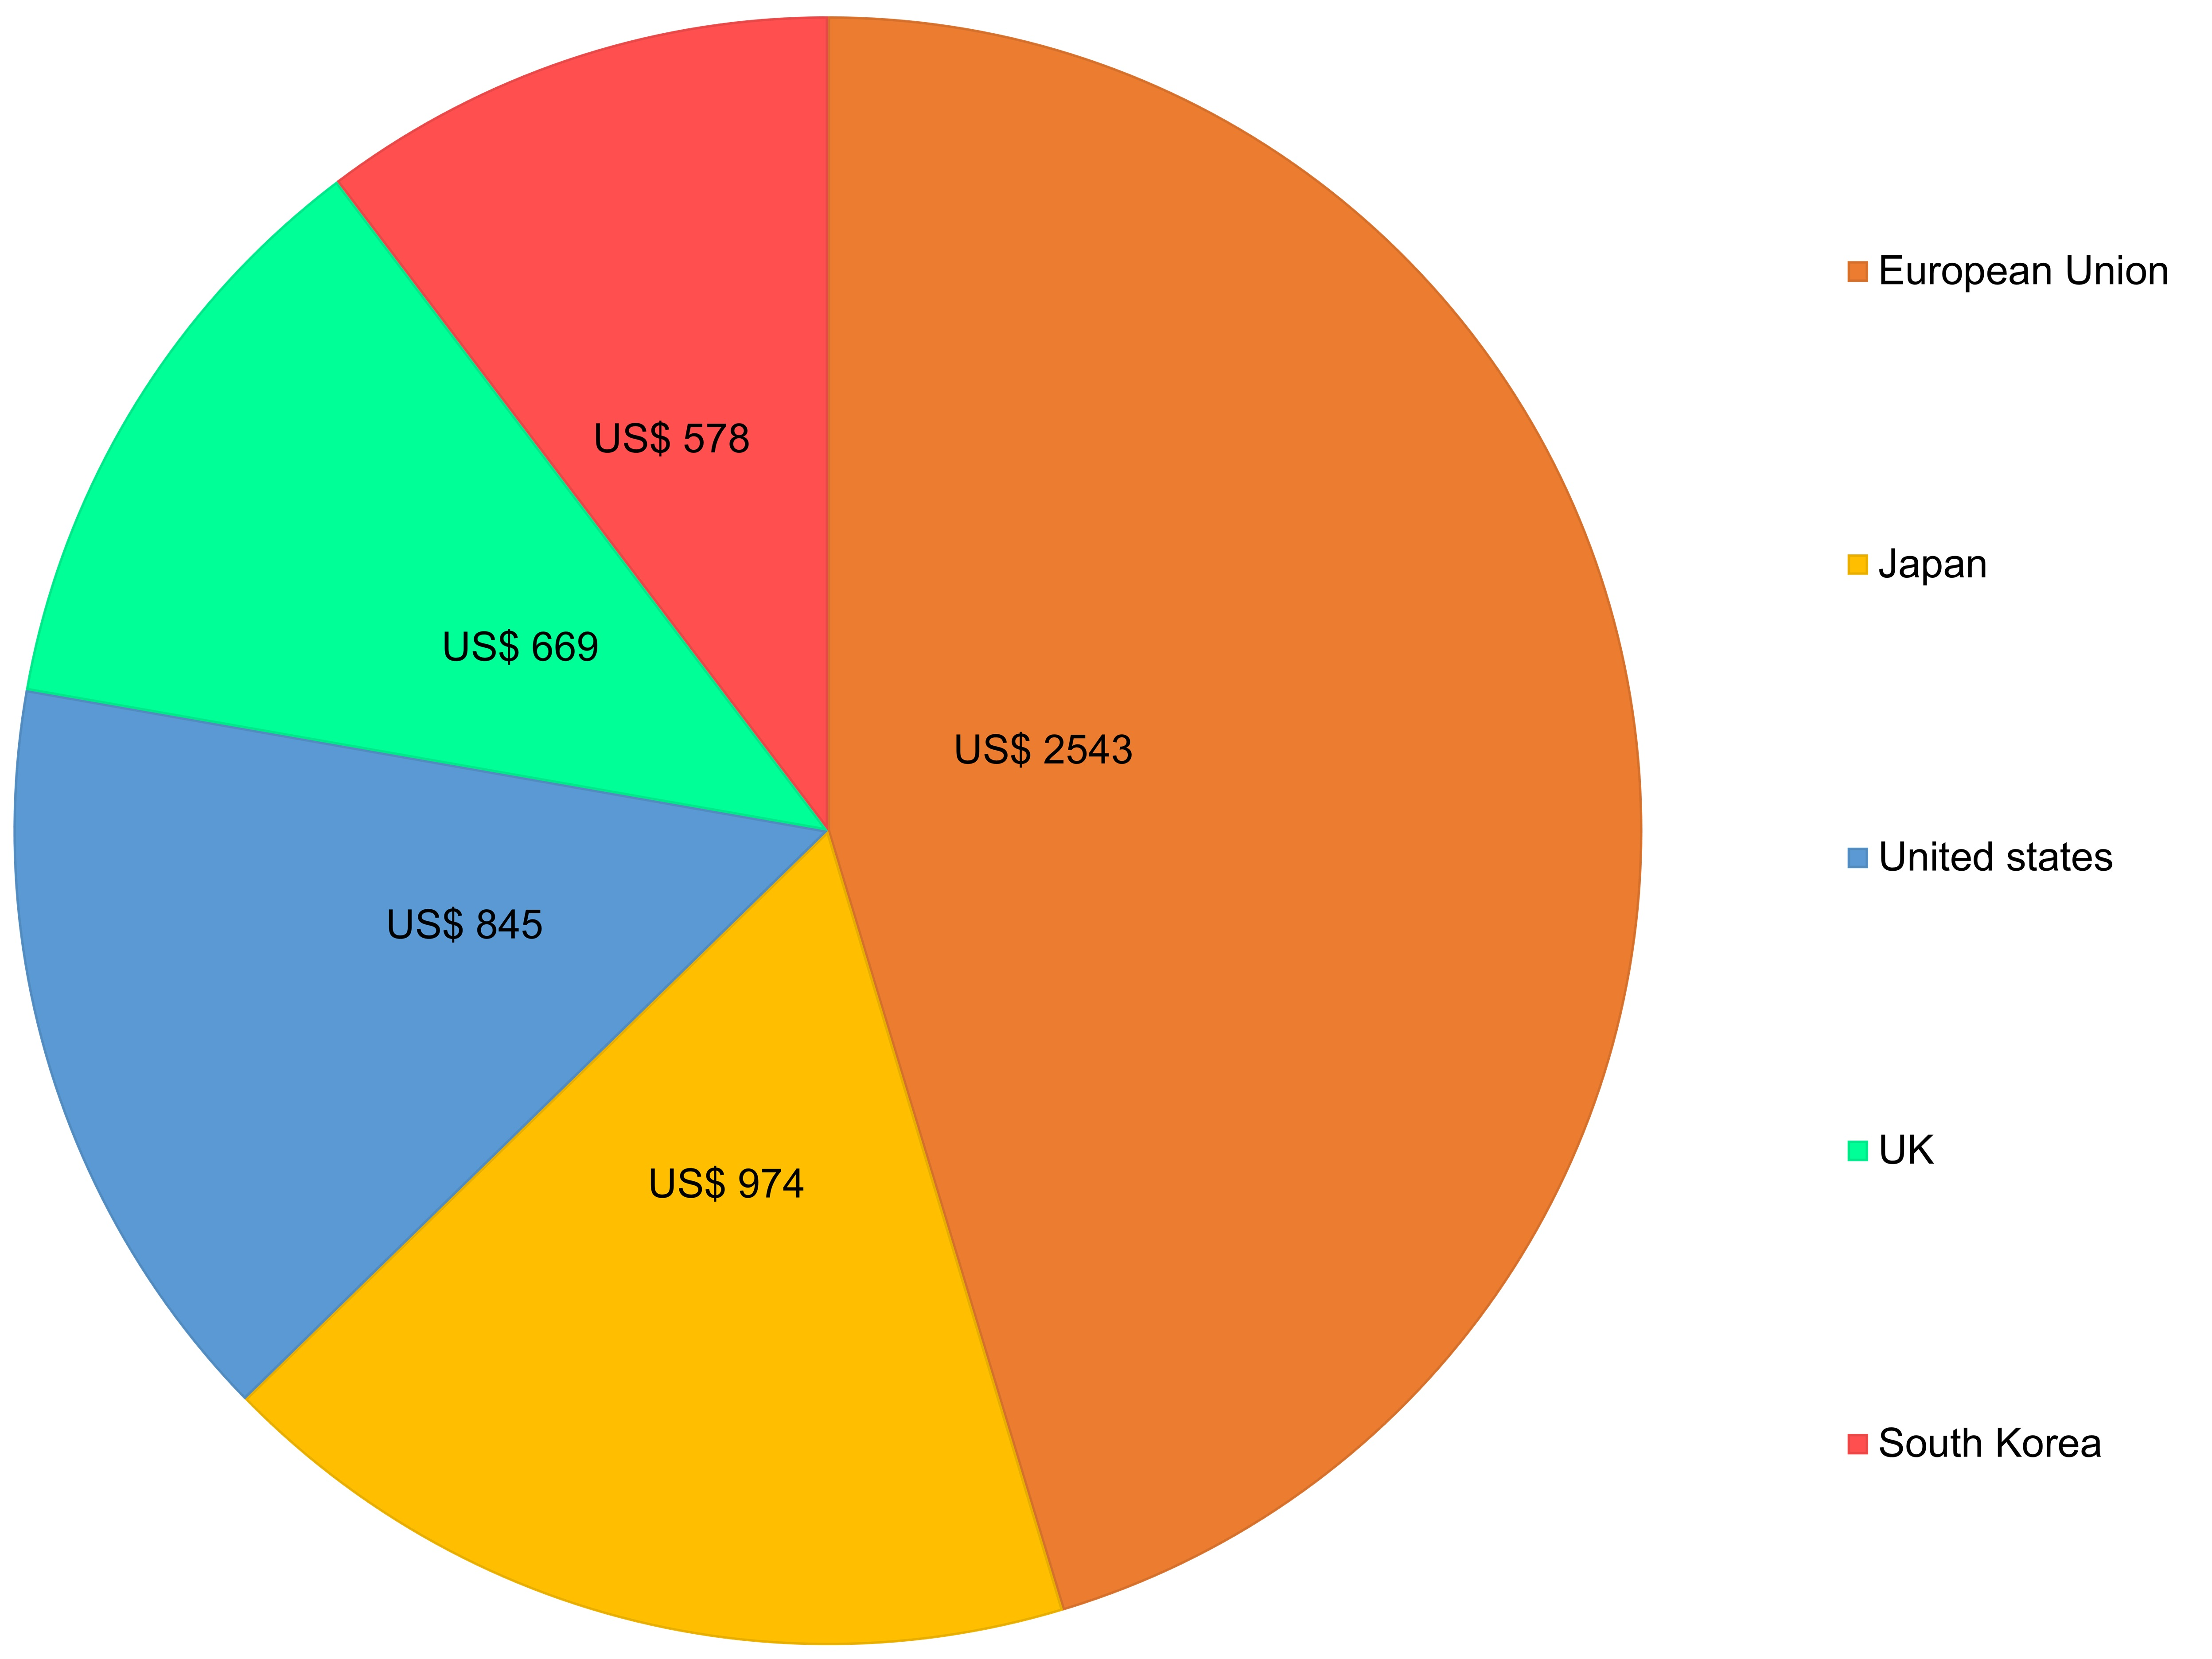 US$ 578
US$ 669
US$ 2543
US$ 845
US$ 974
European Union
Japan
United states
UK
South Korea